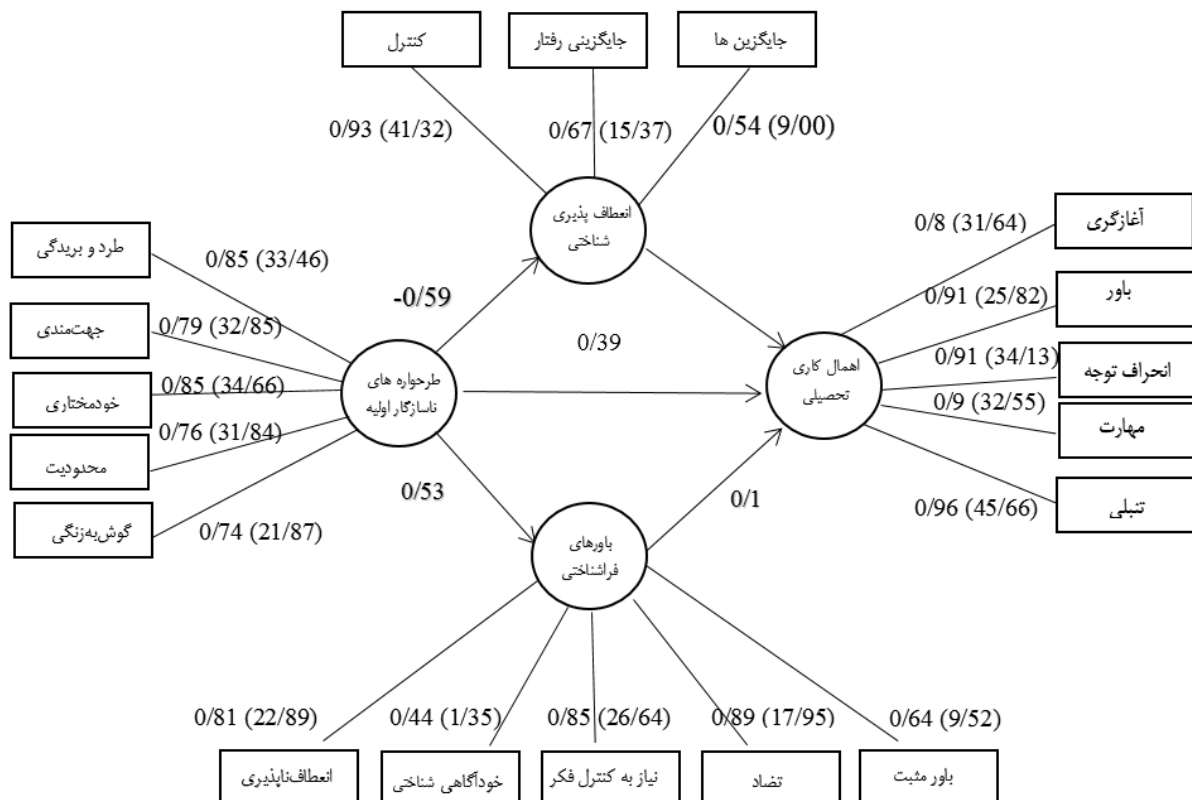 کنترل
جایگزینی رفتار
جایگزین ها
0/93 (41/32)
0/67 (15/37)
0/54 (9/00)
انعطاف پذیری
شناختی
طرد و بریدگی
جهت‌مندی
خودمختاری
محدودیت
گوش‌به‌زنگی
0/85 (33/46)
0/79 (32/85)
0/85 (34/66)
0/76 (31/84)
0/74 (21/87)
طرحواره های
ناسازگار اولیه
-0/59
0/39
0/53
0/1
اهمال کاری
تحصیلی
0/8 (31/64)
0/91 (25/82)
0/91 (34/13)
0/9 (32/55)
0/96 (45/66)
آغازگری
باور
انحراف توجه
مهارت
تنبلی
باورهای
فراشناختی
0/81 (22/89)
0/44 (1/35)
0/85 (26/64)
0/89 (17/95)
0/64 (9/52)
انعطاف‌ناپذیری
خودآگاهی شناختی
نیاز به کنترل فکر
تضاد
باور مثبت